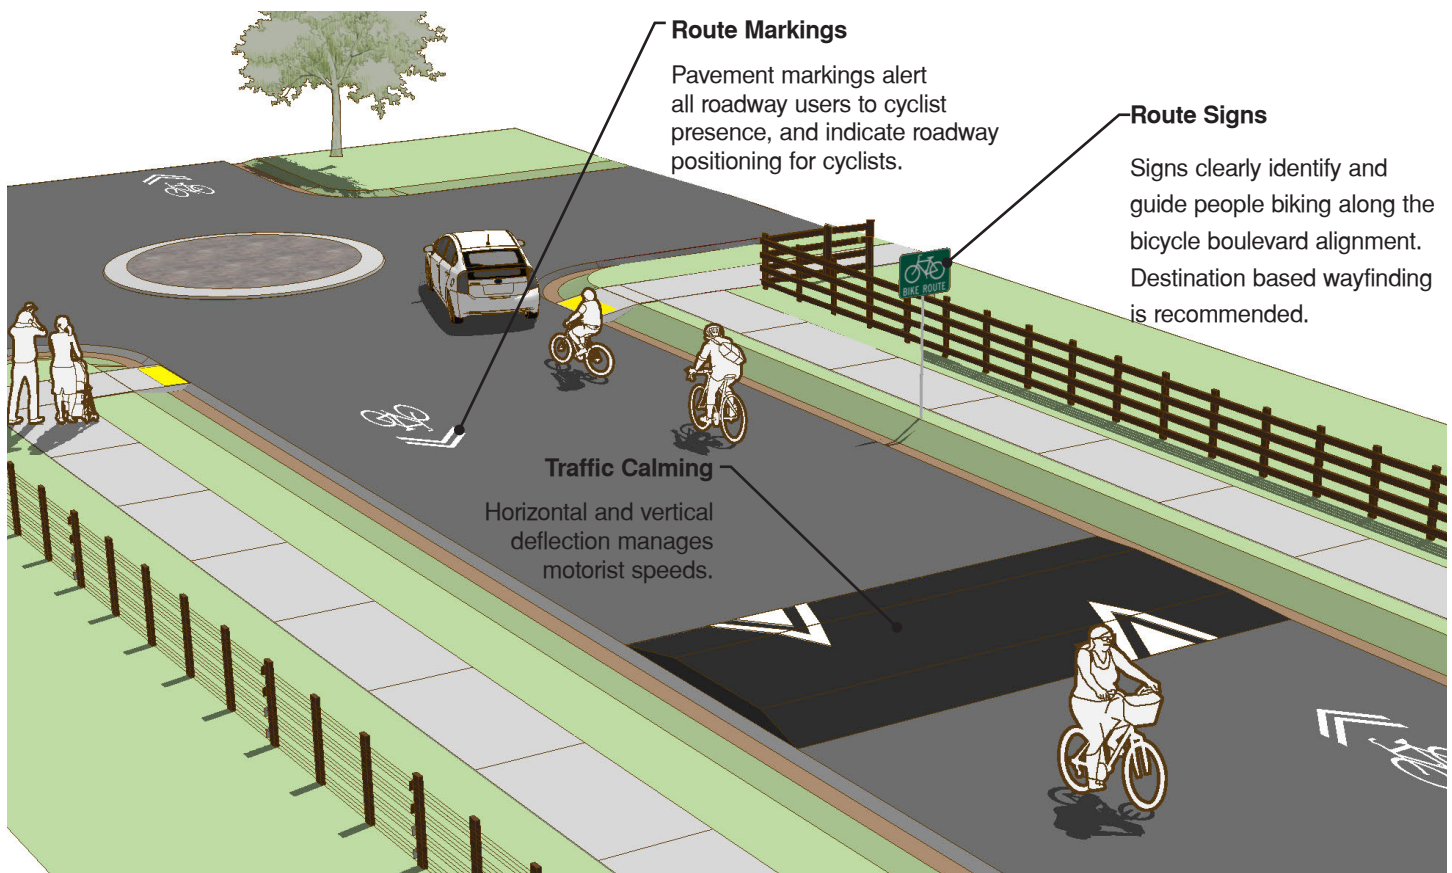 Route Markings
Pavement markings alert
all roadway users to cyclist
presence, and indicate roadway
positioning for cyclists.
Route Signs
Signs clearly identify and
guide people biking along the
bicycle boulevard alignment.
Destination based wayfinding
is recommended.
BIKE ROUTE
Traffic Calming
Horizontal and vertical
deflection manages
motorist speeds.